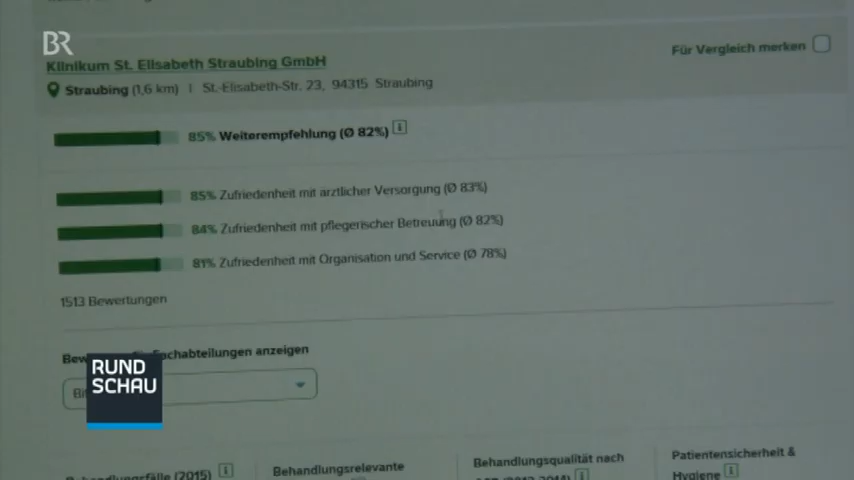 BR
Klinikum St. Elisabeth Straubing GmbH
Für Vergleich merken
Straubing (1,6 km) | St.-Elisabeth-Str. 23, 94315 Straubing
85% Weiterempfehlung (Ø 82%) i
85% Zufriedenheit mit ärztlicher Versorgung (Ø 83%)
84% Zufriedenheit mit pflegerischer Betreuung (Ø 82%)
81% Zufriedenheit mit Organisation und Service (Ø 78%)
1513 Bewertungen
Fachabteilungen anzeigen
RUND
SCHAU
Behandlungsfälle (2015) i
Behandlungsrelevante
Behandlungsqualität nach
Patientensicherheit &
Hygiene i